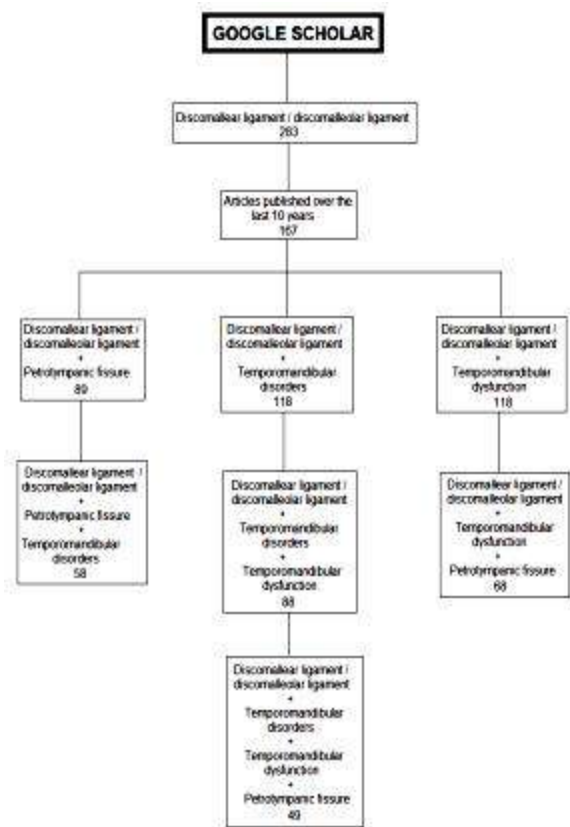 GOOGLE SCHOLAR
Discomallear ligament / discomalleolar ligament
263
Articles published over the
last 10 years
167
Discomallear ligament /
discomalleolar ligament
+
Petrotympanic fissure
89
Discomallear ligament /
discomalleolar ligament
+
Temporomandibular
disorders
118
Discomallear ligament /
discomalleolar ligament
+
Temporomandibular
dysfunction
118
Discomallear ligament /
discomalleolar ligament
+
Petrotympanic fissure
+
Temporomandibular
disorders
58
Discomallear ligament /
discomalleolar ligament
+
Temporomandibular
disorders
+
Temporomandibular
dysfunction
88
Discomallear ligament /
discomalleolar ligament
+
Temporomandibular
dysfunction
+
Petrotympanic fissure
68
Discomallear ligament /
discomalleolar ligament
+
Temporomandibular
disorders
+
Temporomandibular
dysfunction
+
Petrotympanic fissure
49